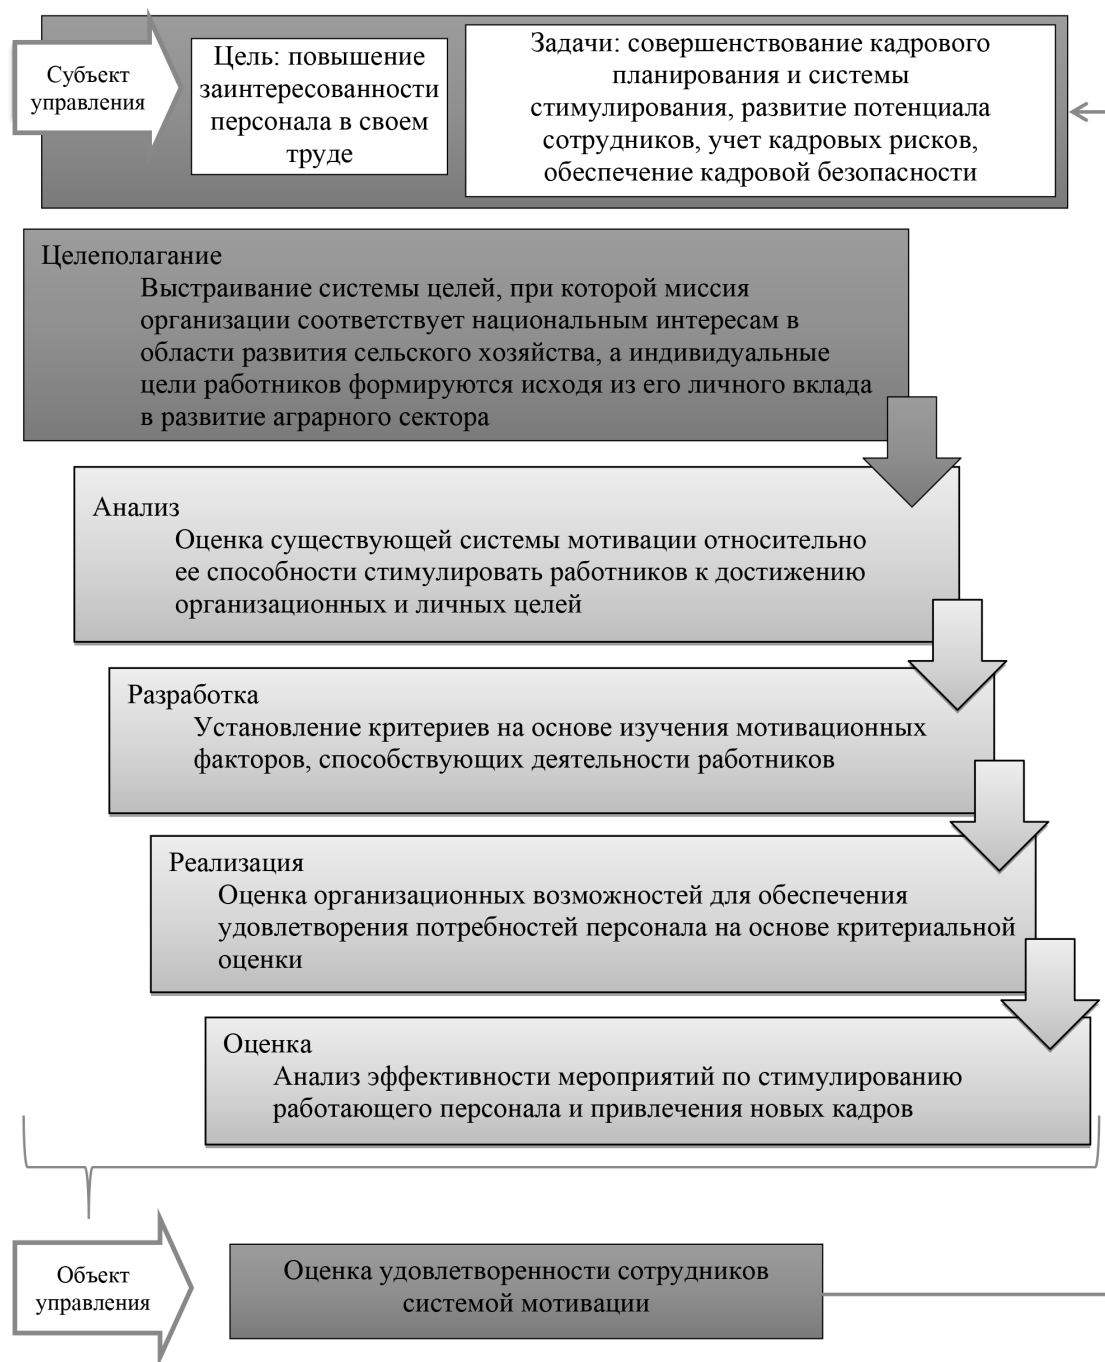 Субъект
управления
Цель: повышение
заинтересованности
персонала в своем
труде
Задачи: совершенствование кадрового
планирования и системы
стимулирования, развитие потенциала
сотрудников, учет кадровых рисков,
обеспечение кадровой безопасности
Целеполагание
Выстраивание системы целей, при которой миссия
организации соответствует национальным интересам в
области развития сельского хозяйства, а индивидуальные
цели работников формируются исходя из его личного вклада
в развитие аграрного сектора
Анализ
Оценка существующей системы мотивации относительно
ее способности стимулировать работников к достижению
организационных и личных целей
Разработка
Установление критериев на основе изучения мотивационных
факторов, способствующих деятельности работников
Реализация
Оценка организационных возможностей для обеспечения
удовлетворения потребностей персонала на основе критериальной
оценки
Оценка
Анализ эффективности мероприятий по стимулированию
работающего персонала и привлечения новых кадров
Объект
управления
Оценка удовлетворенности сотрудников
системой мотивации